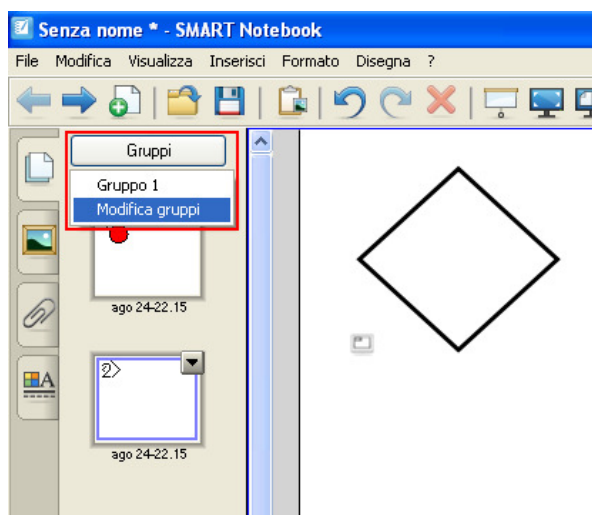 Senza nome * - SMART Notebook
File Modifica Visualizza Inserisci Formato Disegna ?
Gruppi
Gruppo 1
Modifica gruppi
ago 24-22.15
2
ago 24-22.15
A